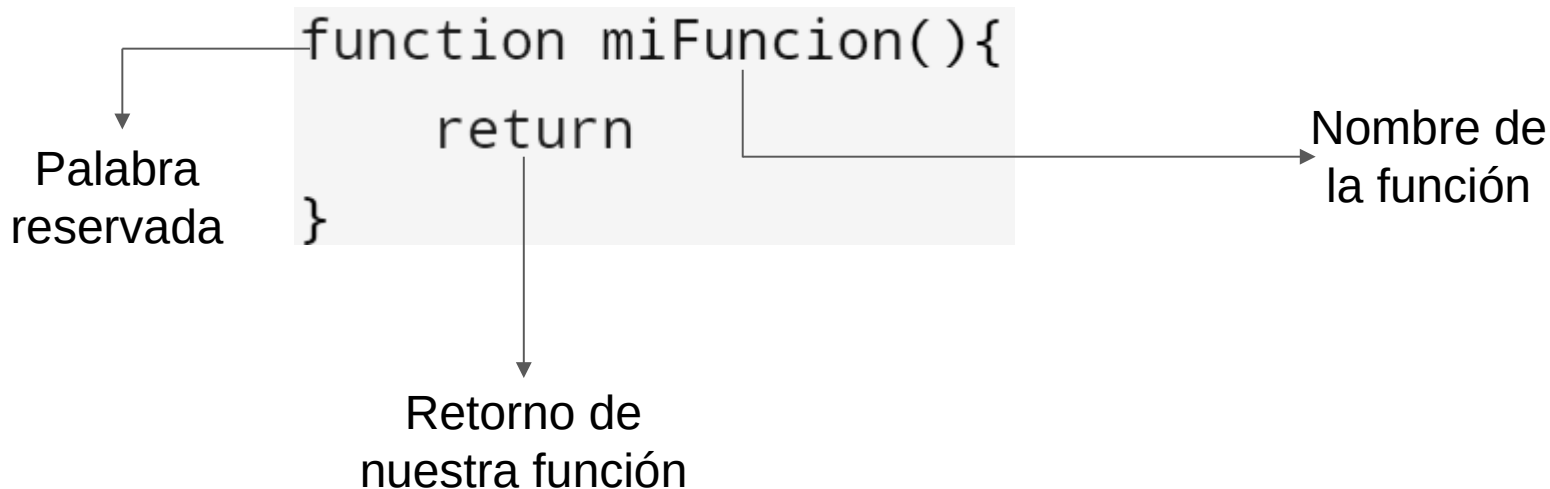 function miFuncion(){
return
}
Palabra
reservada
Nombre de
la función
Retorno de
nuestra función